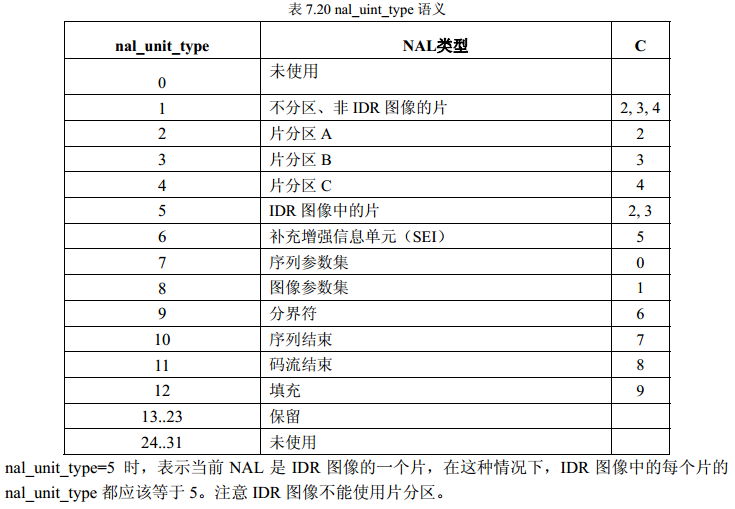 表 7.20 nal_uint_type 语义
nal_unit_type NAL类型 C
0 未使用
1 不分区、非 IDR 图像的片 2, 3, 4
2 片分区 A 2
3 片分区 B 3
4 片分区 C 4
5 IDR 图像中的片 2, 3
6 补充增强信息单元（SEI） 5
7 序列参数集 0
8 图像参数集 1
9 分界符 6
10 序列结束 7
11 码流结束 8
12 填充 9
13..23 保留
24..31 未使用
nal_unit_type=5 时，表示当前 NAL 是 IDR 图像的一个片，在这种情况下，IDR 图像中的每个片的
nal_unit_type 都应该等于 5。注意 IDR 图像不能使用片分区。